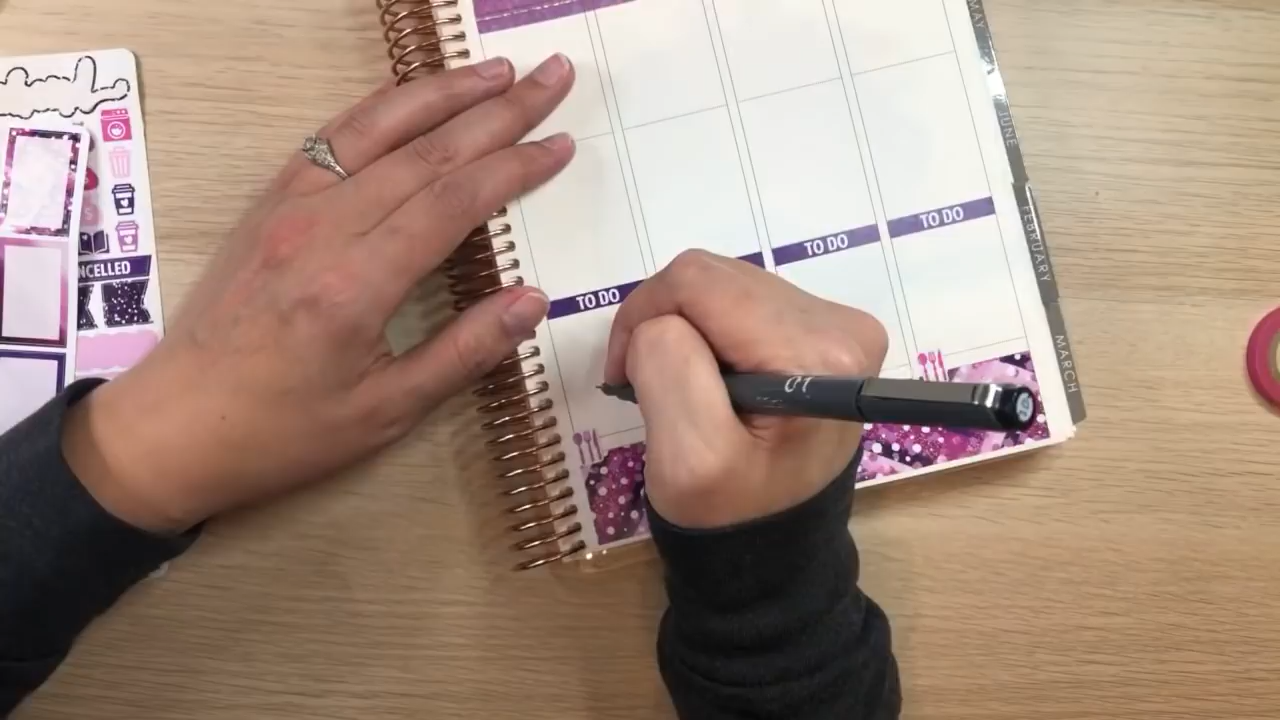 MAY
JUNE
FEBRUARY
MARCH
NCELLED
TO DO
TO DO
TO DO